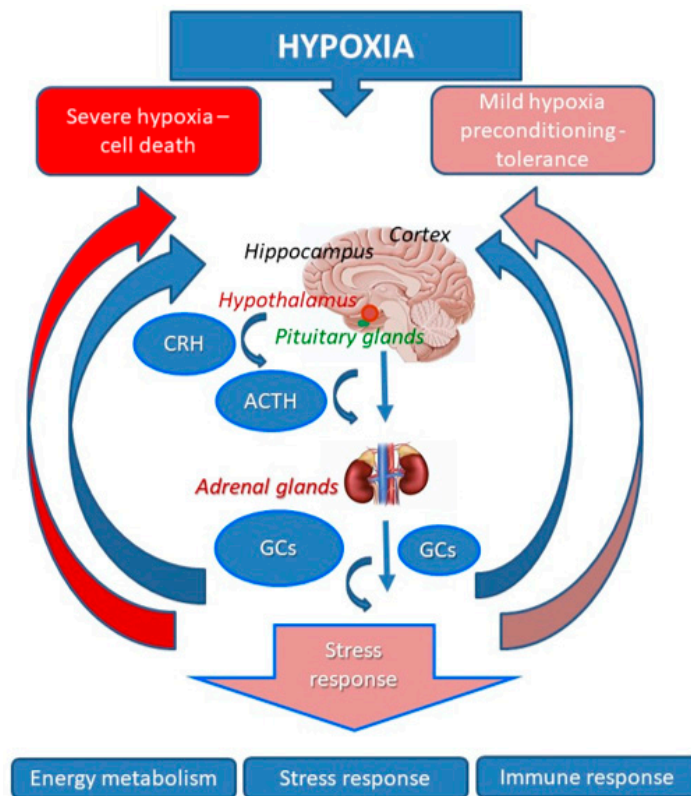 HYPOXIA
Severe hypoxia –
cell death
Mild hypoxia
preconditioning -
tolerance
Cortex
Hippocampus
Hypothalamus
Pituitary glands
CRH
ACTH
Adrenal glands
GCs
GCs
Stress
response
Energy metabolism
Stress response
Immune response